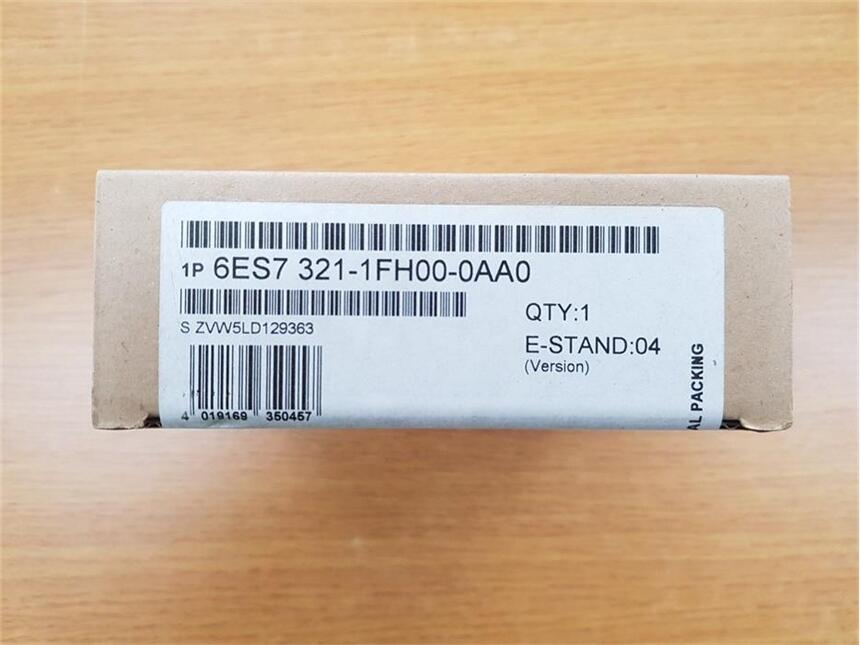 1P 6ES7 321-1FH00-0AA0
S ZVW5LD129363
QTY:1
E-STAND:04
(Version)
4 019169 350457
AL PACKING